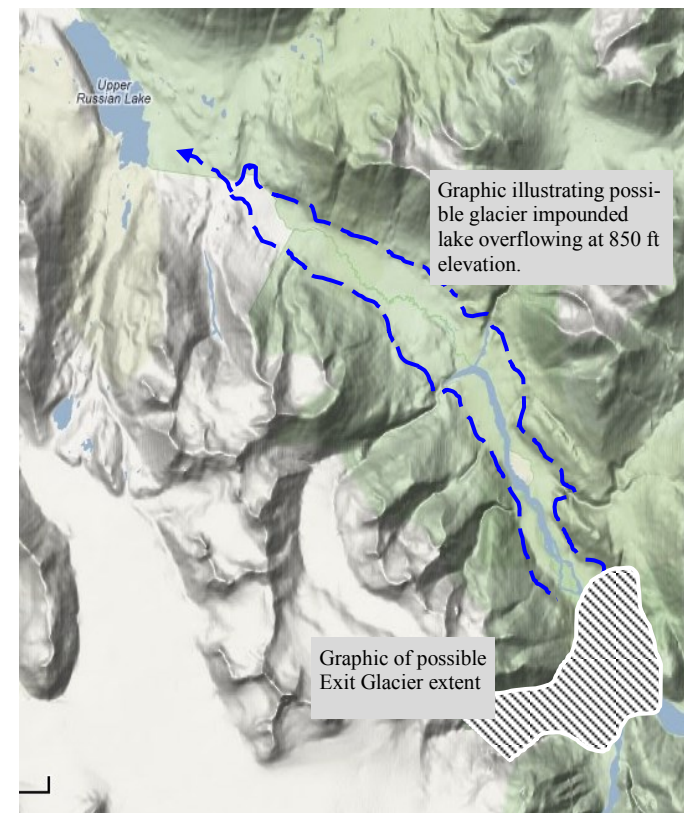 Upper
Russian Lake
Graphic illustrating possi-
ble glacier impounded
lake overflowing at 850 ft
elevation.
Graphic of possible
Exit Glacier extent